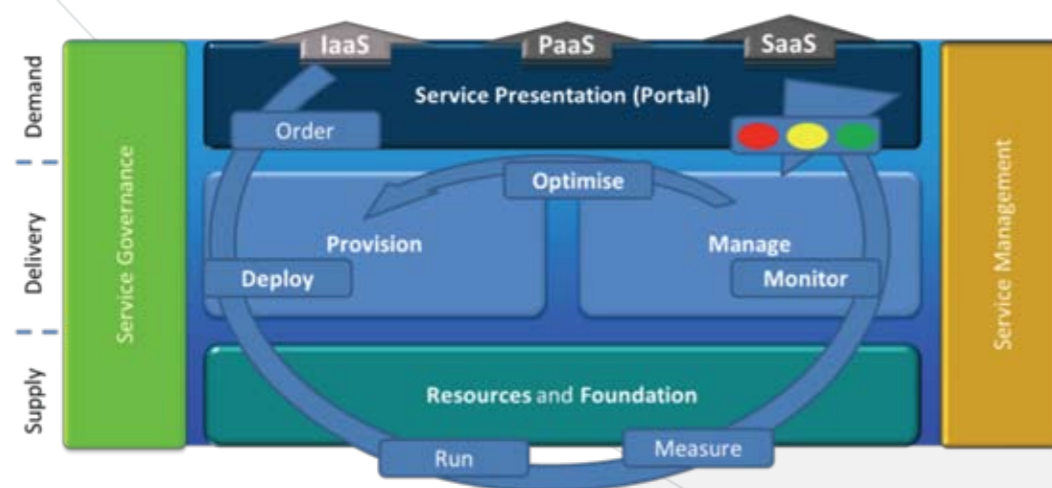 IaaS
PaaS
SaaS
Demand
Service Presentation (Portal)
Order
Service Governance
Optimise
Delivery
Provision
Manage
Service Management
Deploy
Monitor
Supply
Resources and Foundation
Run
Measure